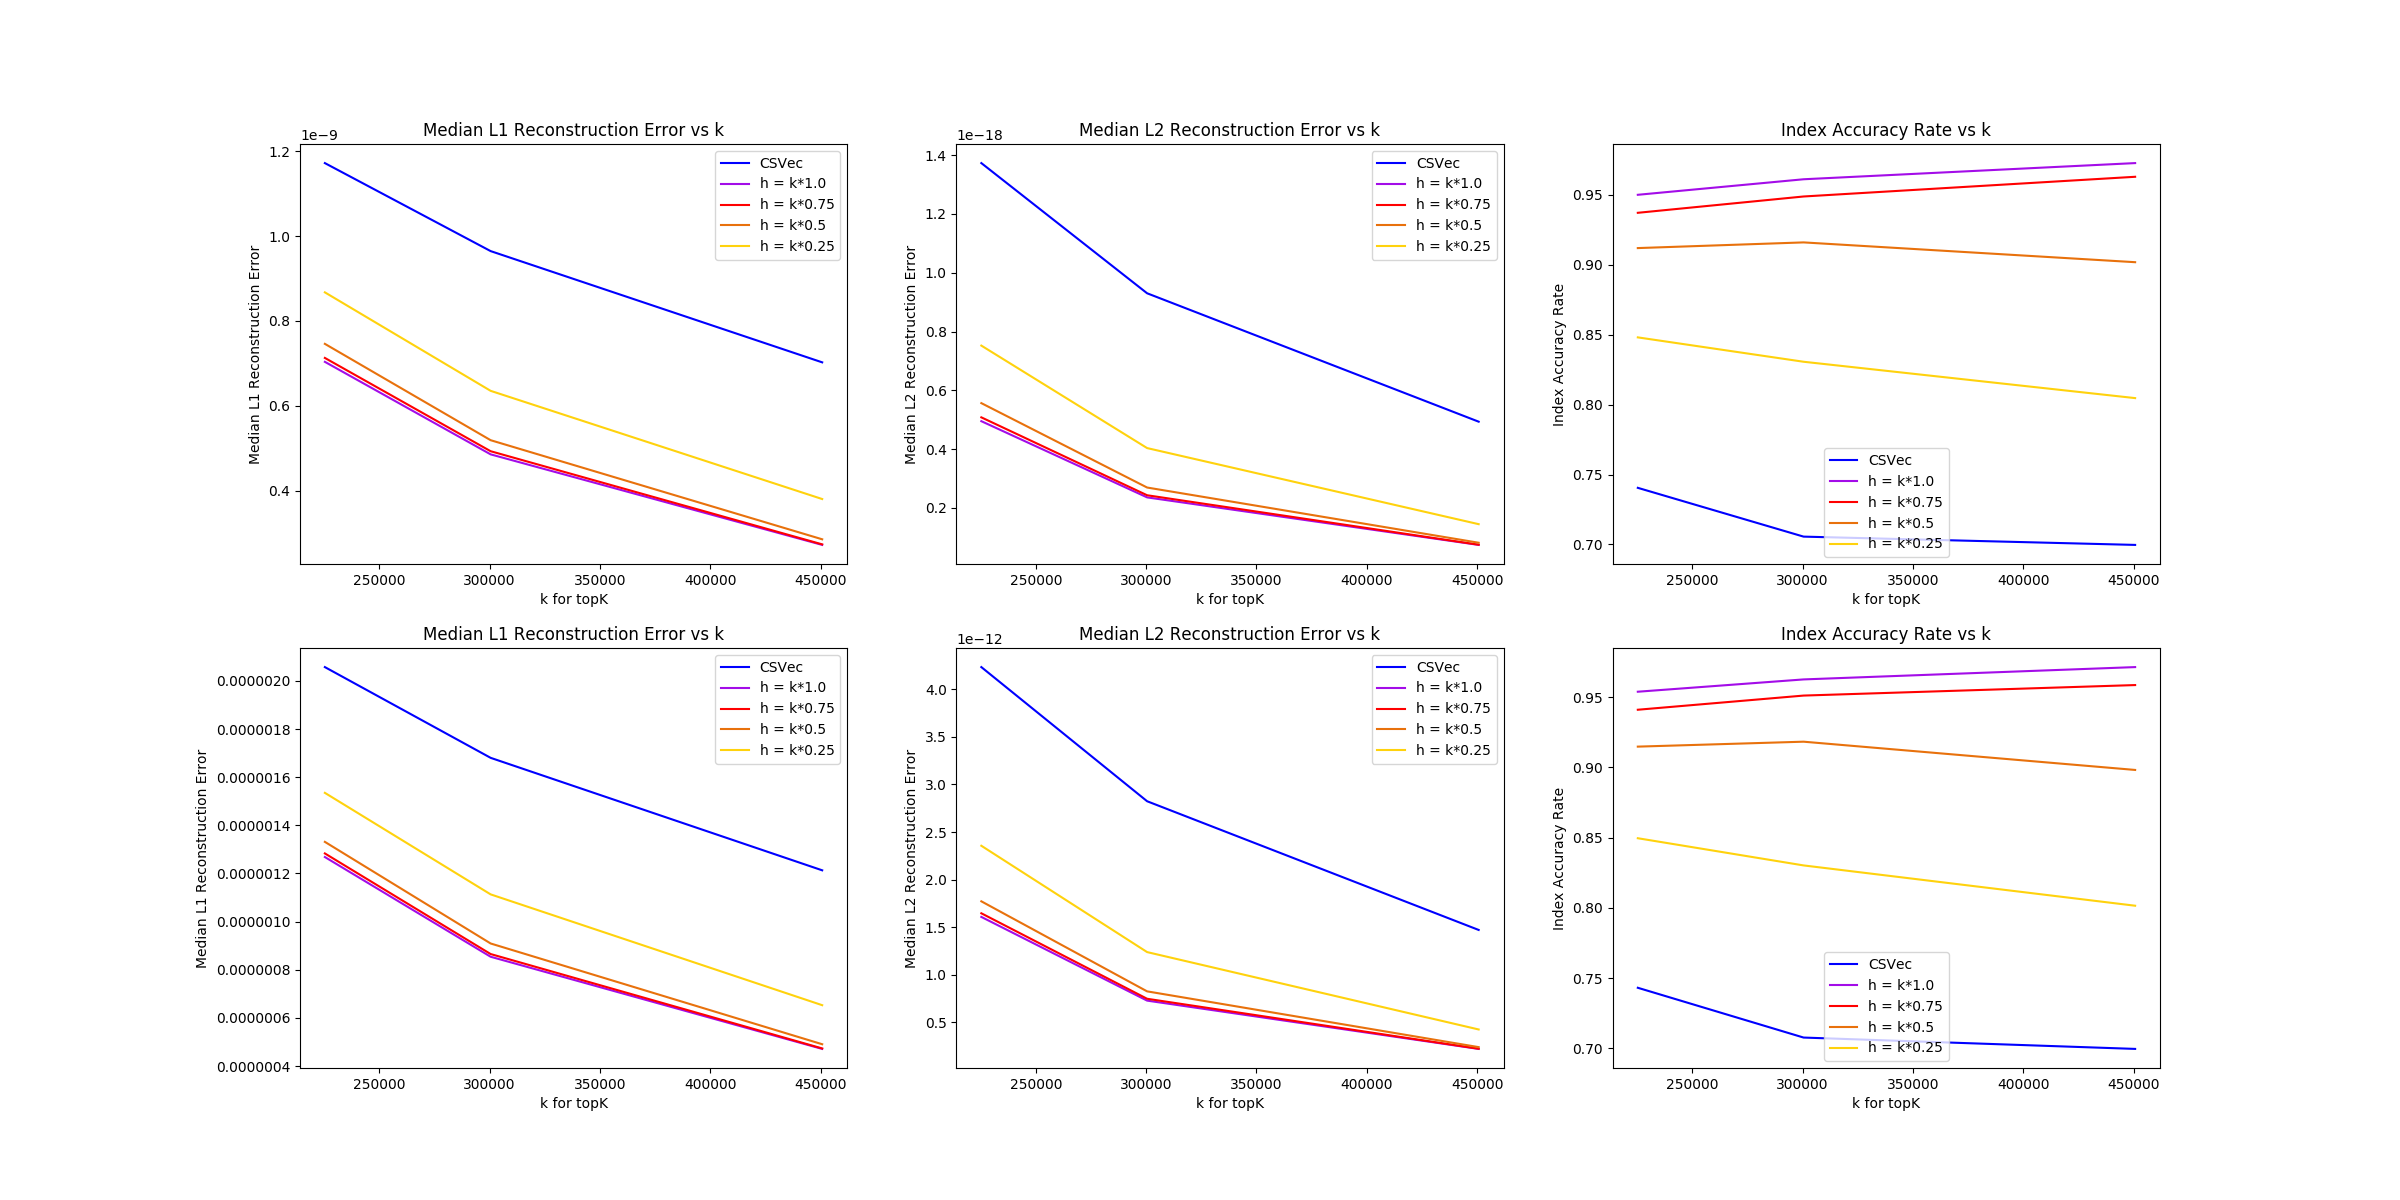 Median L1 Reconstruction Error vs k
1e−9
1.2
1.0
0.8
0.6
0.4
Median L1 Reconstruction Error
CSVec
h = k*1.0
h = k*0.75
h = k*0.5
h = k*0.25
250000 300000 350000 400000 450000
k for topK
Median L2 Reconstruction Error vs k
1e−18
1.4
1.2
1.0
0.8
0.6
0.4
0.2
Median L2 Reconstruction Error
CSVec
h = k*1.0
h = k*0.75
h = k*0.5
h = k*0.25
250000 300000 350000 400000 450000
k for topK
Index Accuracy Rate vs k
0.95
0.90
0.85
0.80
0.75
0.70
Index Accuracy Rate
CSVec
h = k*1.0
h = k*0.75
h = k*0.5
h = k*0.25
250000 300000 350000 400000 450000
k for topK
Median L1 Reconstruction Error vs k
0.0000020
0.0000018
0.0000016
0.0000014
0.0000012
0.0000010
0.0000008
0.0000006
0.0000004
Median L1 Reconstruction Error
CSVec
h = k*1.0
h = k*0.75
h = k*0.5
h = k*0.25
250000 300000 350000 400000 450000
k for topK
Median L2 Reconstruction Error vs k
1e−12
4.0
3.5
3.0
2.5
2.0
1.5
1.0
0.5
Median L2 Reconstruction Error
CSVec
h = k*1.0
h = k*0.75
h = k*0.5
h = k*0.25
250000 300000 350000 400000 450000
k for topK
Index Accuracy Rate vs k
0.95
0.90
0.85
0.80
0.75
0.70
Index Accuracy Rate
CSVec
h = k*1.0
h = k*0.75
h = k*0.5
h = k*0.25
250000 300000 350000 400000 450000
k for topK